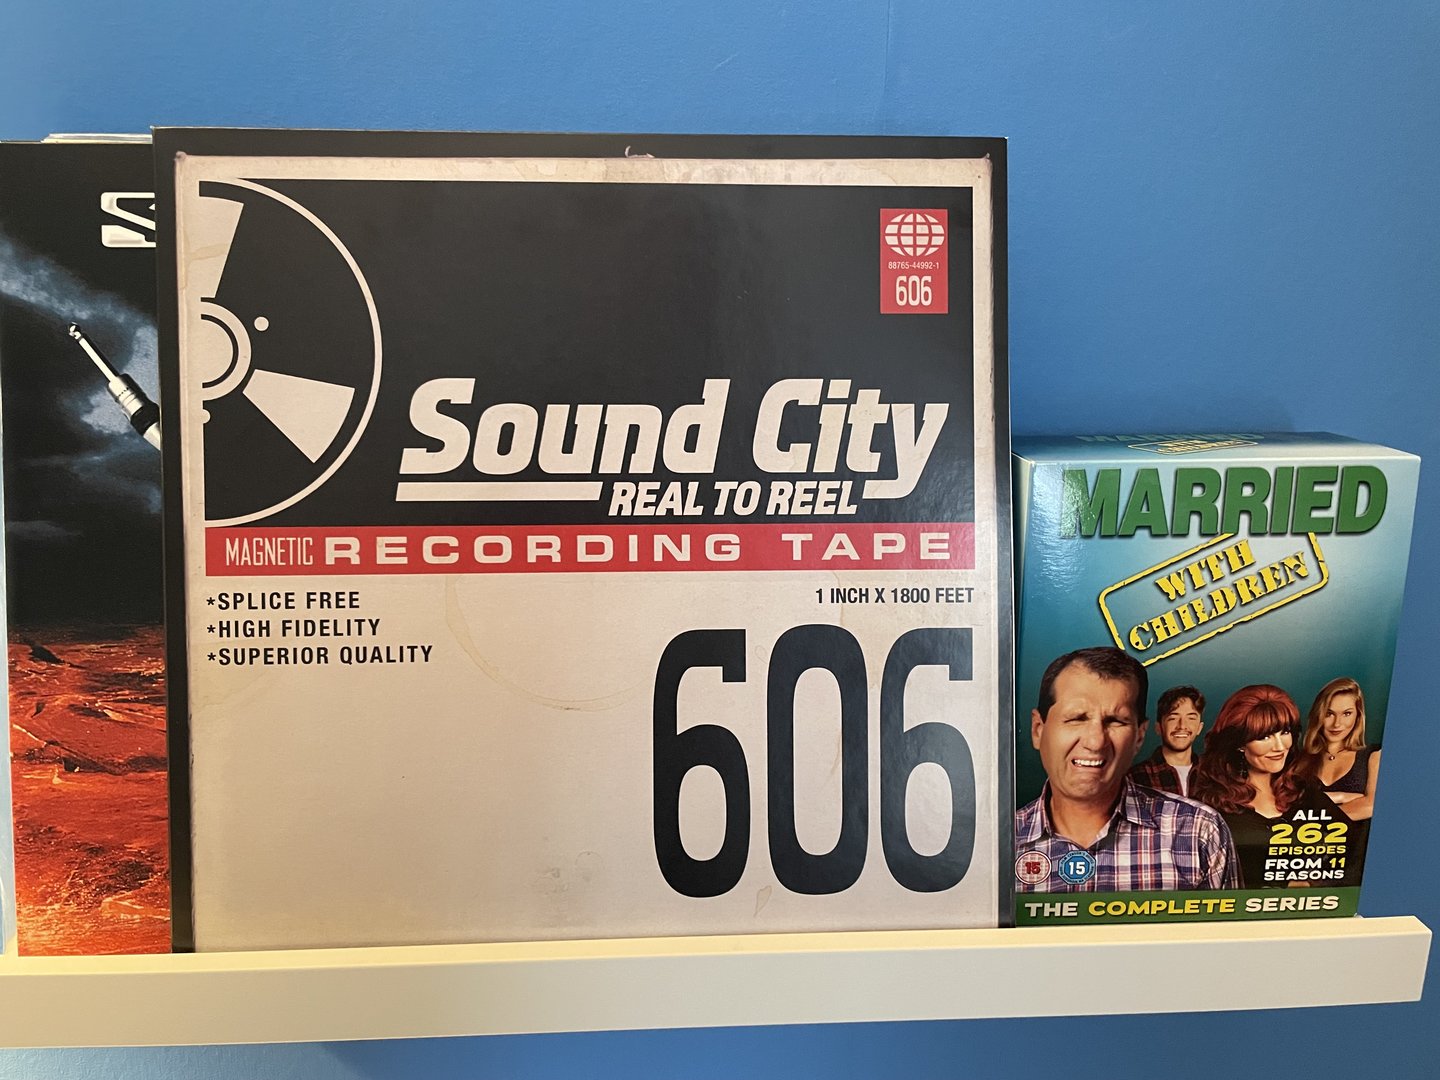 88765-44992-1
606
Sound City
REAL TO REEL
MAGNETIC RECORDING TAPE
*SPLICE FREE
*HIGH FIDELITY
*SUPERIOR QUALITY
1 INCH X 1800 FEET
606
MARRIED
WITH
CHILDREN
ALL
262
EPISODES
FROM 11
SEASONS
15
15
THE COMPLETE SERIES